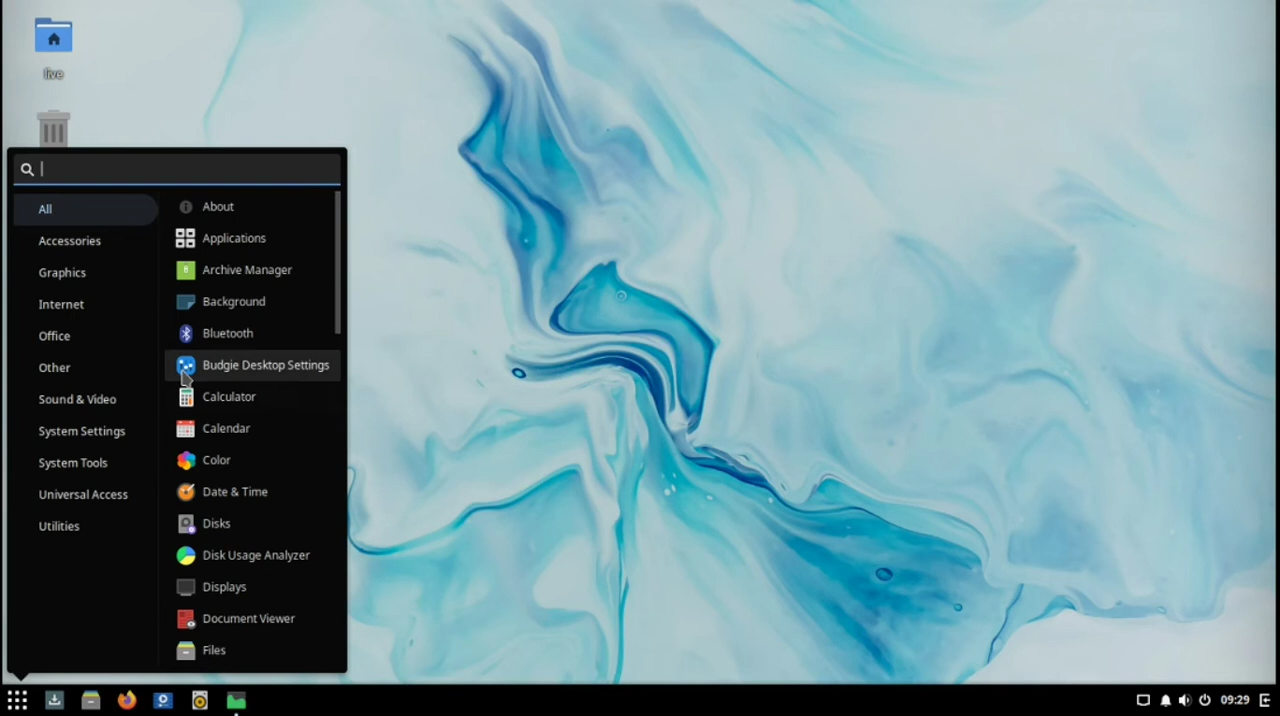 live
All
Accessories
Graphics
Internet
Office
Other
Sound & Video
System Settings
System Tools
Universal Access
Utilities
About
Applications
Archive Manager
Background
Bluetooth
Budgie Desktop Settings
Calculator
Calendar
Color
Date & Time
Disks
Disk Usage Analyzer
Displays
Document Viewer
Files
09:29